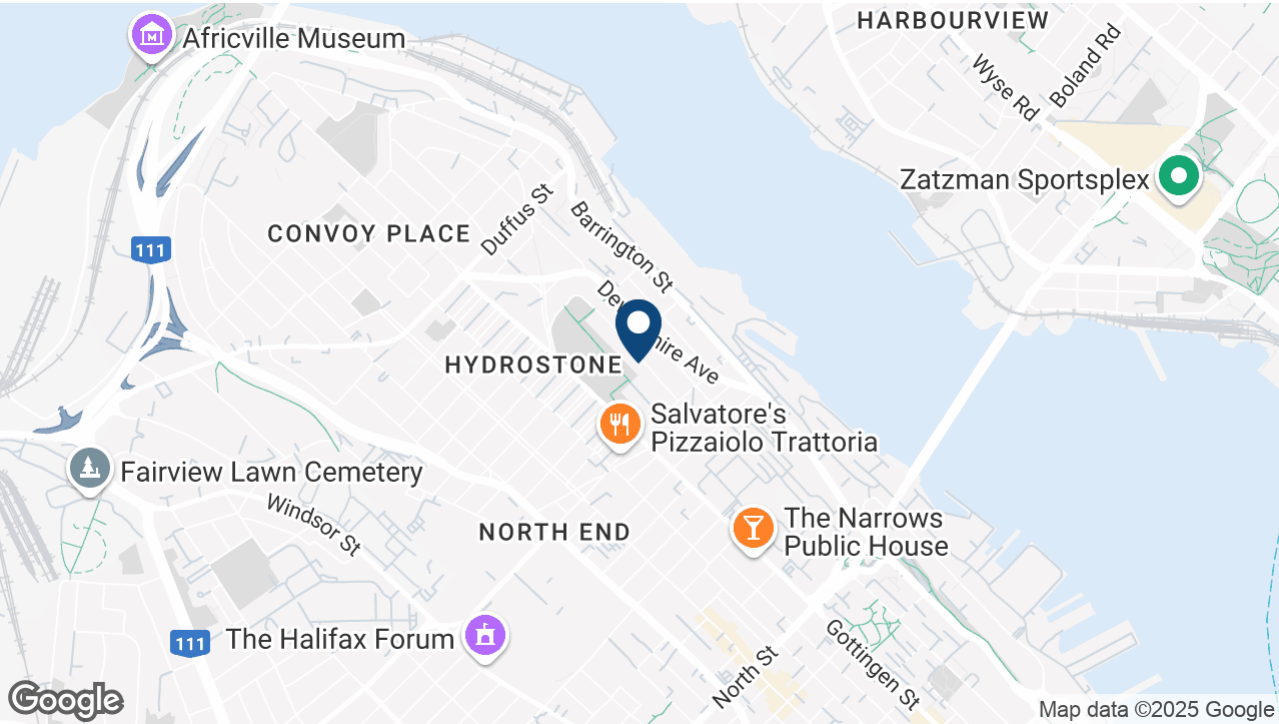 HARBOURVIEW
Africville Museum
Boland Rd
Wyse Rd
Zatzman Sportsplex
Duffus St
Barrington St
CONVOY PLACE
111
HYDROSTONE
Salvatore's
Pizzaiolo Trattoria
Fairview Lawn Cemetery
Windsor St
NORTH END
The Narrows
Public House
111
The Halifax Forum
North St
Gottingen St
Google
Map data ©2025 Google